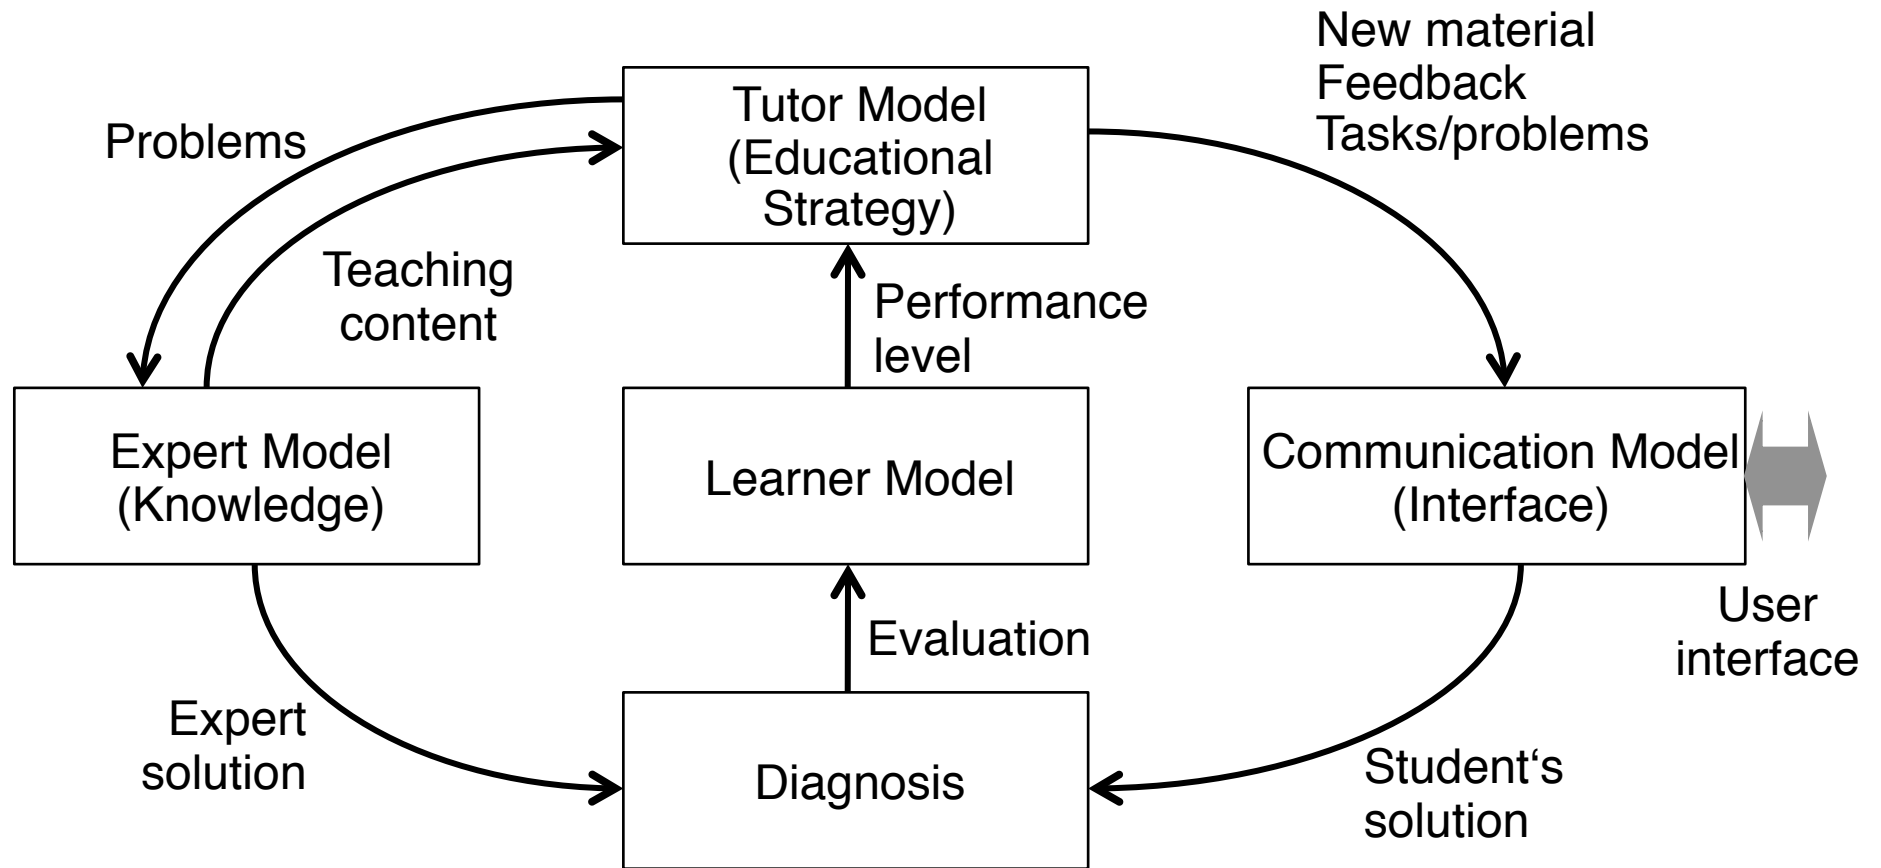 New material
Feedback
Tasks/problems
Tutor Model
(Educational
Strategy)
Problems
Teaching
content
Performance
level
Expert Model
(Knowledge)
Learner Model
Communication Model
(Interface)
User
interface
Evaluation
Expert
solution
Diagnosis
Student‘s
solution